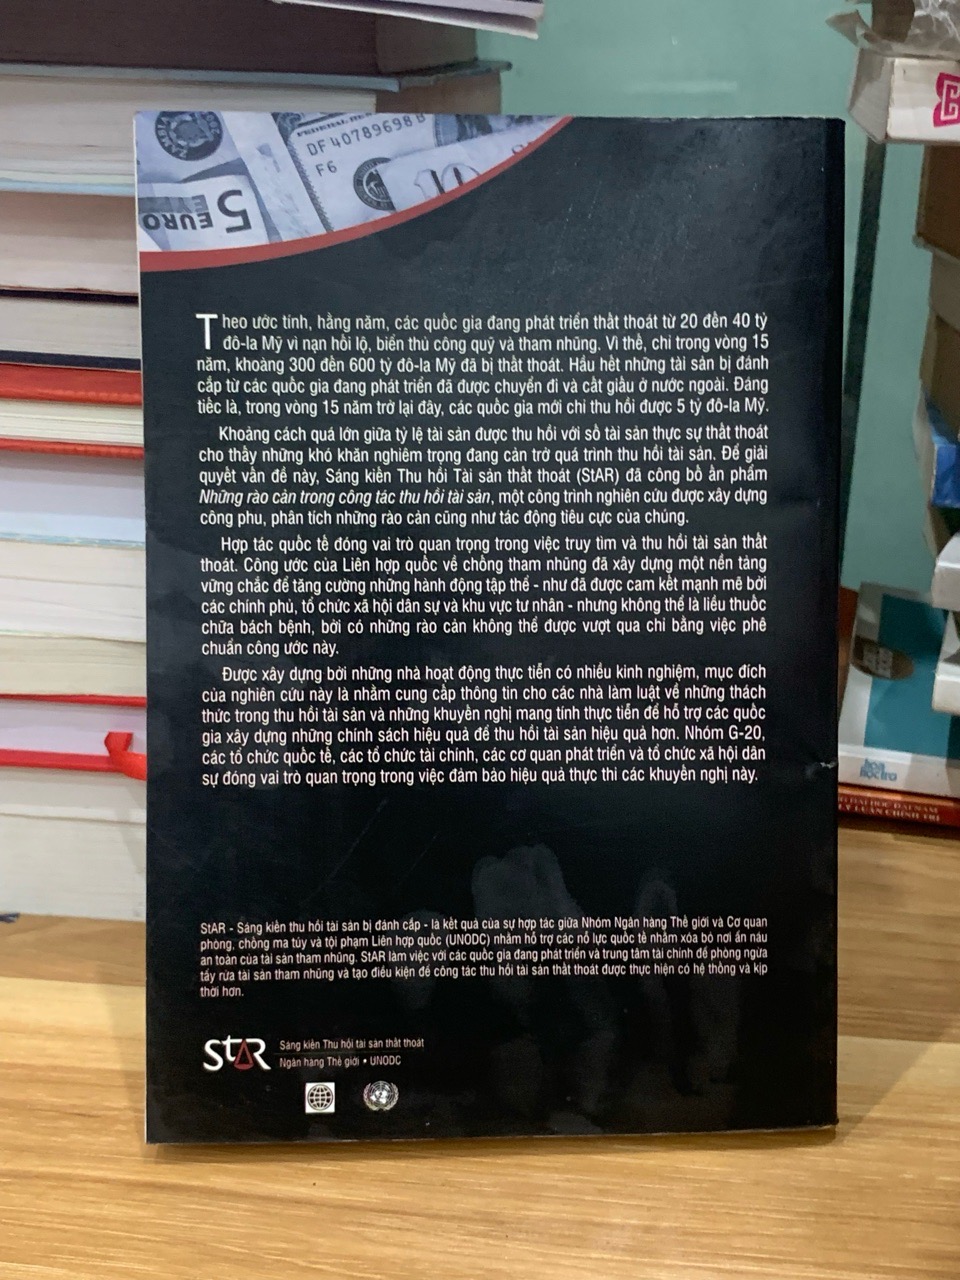 FEDERAL RES
DF 40789698 B
F6
10
5
EURO
Theo ước tính, hằng năm, các quốc gia đang phát triển thất thoát từ 20 đến 40 tỷ
đô-la Mỹ vì nạn hối lộ, biển thủ công quỹ và tham nhũng. Vì thế, chỉ trong vòng 15
năm, khoảng 300 đến 600 tỷ đô-la Mỹ đã bị thất thoát. Hầu hết những tài sản bị đánh
cắp từ các quốc gia đang phát triển đã được chuyển đi và cất giấu ở nước ngoài. Đáng
tiếc là, trong vòng 15 năm trở lại đây, các quốc gia mới chỉ thu hồi được 5 tỷ đô-la Mỹ.
Khoảng cách quá lớn giữa tỷ lệ tài sản được thu hồi với số tài sản thực sự thất thoát
cho thấy những khó khăn nghiêm trọng đang cản trở quá trình thu hồi tài sản. Để giải
quyết vấn đề này, Sáng kiến Thu hồi Tài sản thất thoát (StAR) đã công bố ấn phẩm
Những rào cản trong công tác thu hồi tài sản, một công trình nghiên cứu được xây dựng
công phu, phân tích những rào cản cũng như tác động tiêu cực của chúng.
Hợp tác quốc tế đóng vai trò quan trọng trong việc truy tìm và thu hồi tài sản thất
thoát. Công ước của Liên hợp quốc về chống tham nhũng đã xây dựng một nền tảng
vững chắc để tăng cường những hành động tập thể - như đã được cam kết mạnh mẽ bởi
các chính phủ, tổ chức xã hội dân sự và khu vực tư nhân - nhưng không thể là liều thuốc
chữa bách bệnh, bởi có những rào cản không thể được vượt qua chỉ bằng việc phê
chuẩn công ước này.
Được xây dựng bởi những nhà hoạt động thực tiễn có nhiều kinh nghiệm, mục đích
của nghiên cứu này là nhằm cung cấp thông tin cho các nhà làm luật về những thách
thức trong thu hồi tài sản và những khuyến nghị mang tính thực tiễn để hỗ trợ các quốc
gia xây dựng những chính sách hiệu quả để thu hồi tài sản hiệu quả hơn. Nhóm G-20,
các tổ chức quốc tế, các tổ chức tài chính, các cơ quan phát triển và tổ chức xã hội dân
sự đóng vai trò quan trọng trong việc đảm bảo hiệu quả thực thi các khuyến nghị này.
StAR - Sáng kiến thu hồi tài sản bị đánh cắp - là kết quả của sự hợp tác giữa Nhóm Ngân hàng Thế giới và Cơ quan
phòng, chống ma túy và tội phạm Liên hợp quốc (UNODC) nhằm hỗ trợ các nỗ lực quốc tế nhằm xóa bỏ nơi ẩn náu
an toàn của tài sản tham nhũng. StAR làm việc với các quốc gia đang phát triển và trung tâm tài chính để phòng ngừa
tẩy rửa tài sản tham nhũng và tạo điều kiện để công tác thu hồi tài sản thất thoát được thực hiện có hệ thống và kịp
thời hơn.
StAR
Sáng kiến Thu hồi tài sản thất thoát
Ngân hàng Thế giới • UNODC
hoa
học trò
ĐẠI HỌC ĐẠI NAM
LÝ LUẬN CHÍNH TRỊ